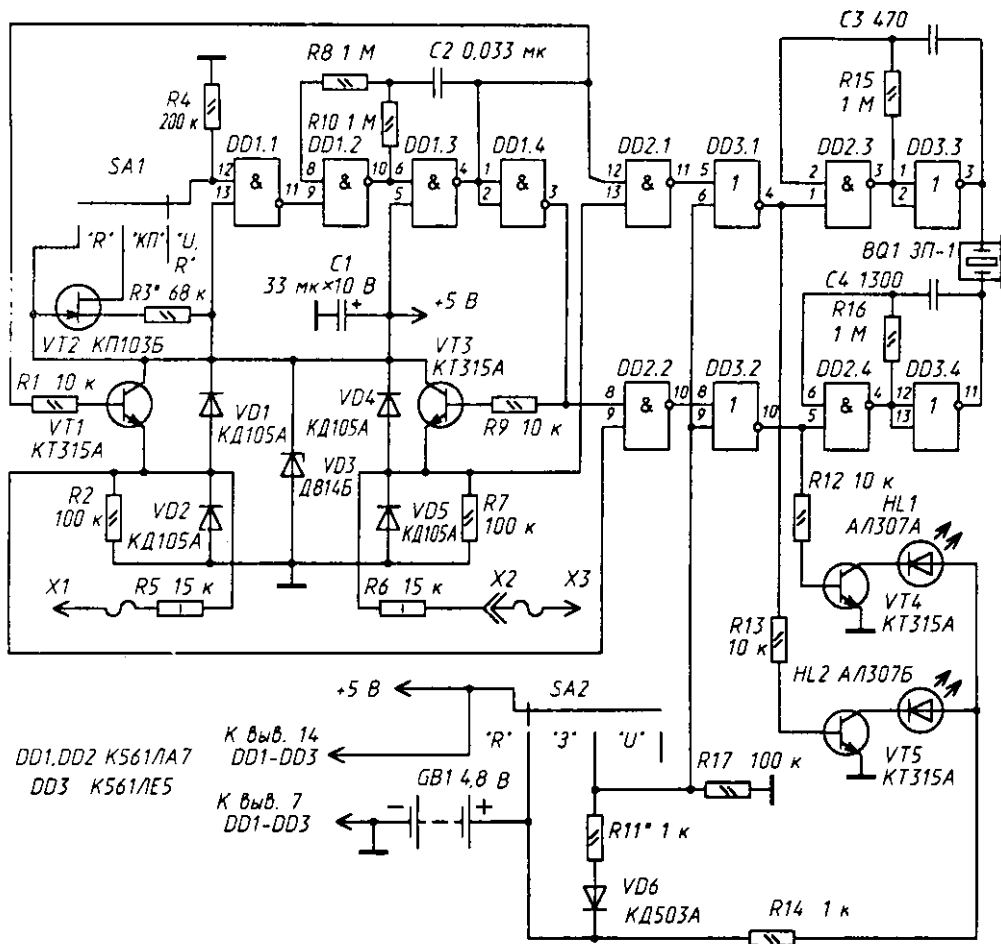 C3 470
R8 1 М
C2 0,033 мк
R15
1 М
R4
200 к
R10 1 М
DD1.1
DD1.2
DD1.3
DD1.4
DD2.1
DD3.1
DD2.3
DD3.3
SA1
12
13
&
11
8
9
&
10
6
5
&
4
1
2
&
3
12
13
&
11
5
6
1
4
2
1
&
3
1
2
1
3
"R"
"КП"
"U,
R"
C1
33 мк×10 В
+
BQ1 ЗП-1
R3* 68 к
+5 В
C4 1300
R16
1 М
VT2 КП103Б
VT3
КТ315А
DD2.2
DD3.2
DD2.4
DD3.4
R1 10 к
VD1
КД105А
VD4
КД105А
R9 10 к
8
9
&
10
8
9
1
10
6
5
&
4
12
13
1
11
VT1
КТ315А
VD3
Д814Б
R2
100 к
VD2
КД105А
VD5
КД105А
R7
100 к
R12 10 к
HL1
АЛ307А
X1
R5 15 к
R6 15 к
X2
X3
VT4
КТ315А
R13
10 к
HL2 АЛ307Б
+5 В
SA2
К выв. 14
DD1-DD3
"R"
"З"
"U"
VT5
КТ315А
DD1,DD2 К561ЛА7
DD3 К561ЛЕ5
R17 100 к
К выв. 7
DD1-DD3
GB1 4,8 В
−
+
R11* 1 к
VD6
КД503А
R14 1 к